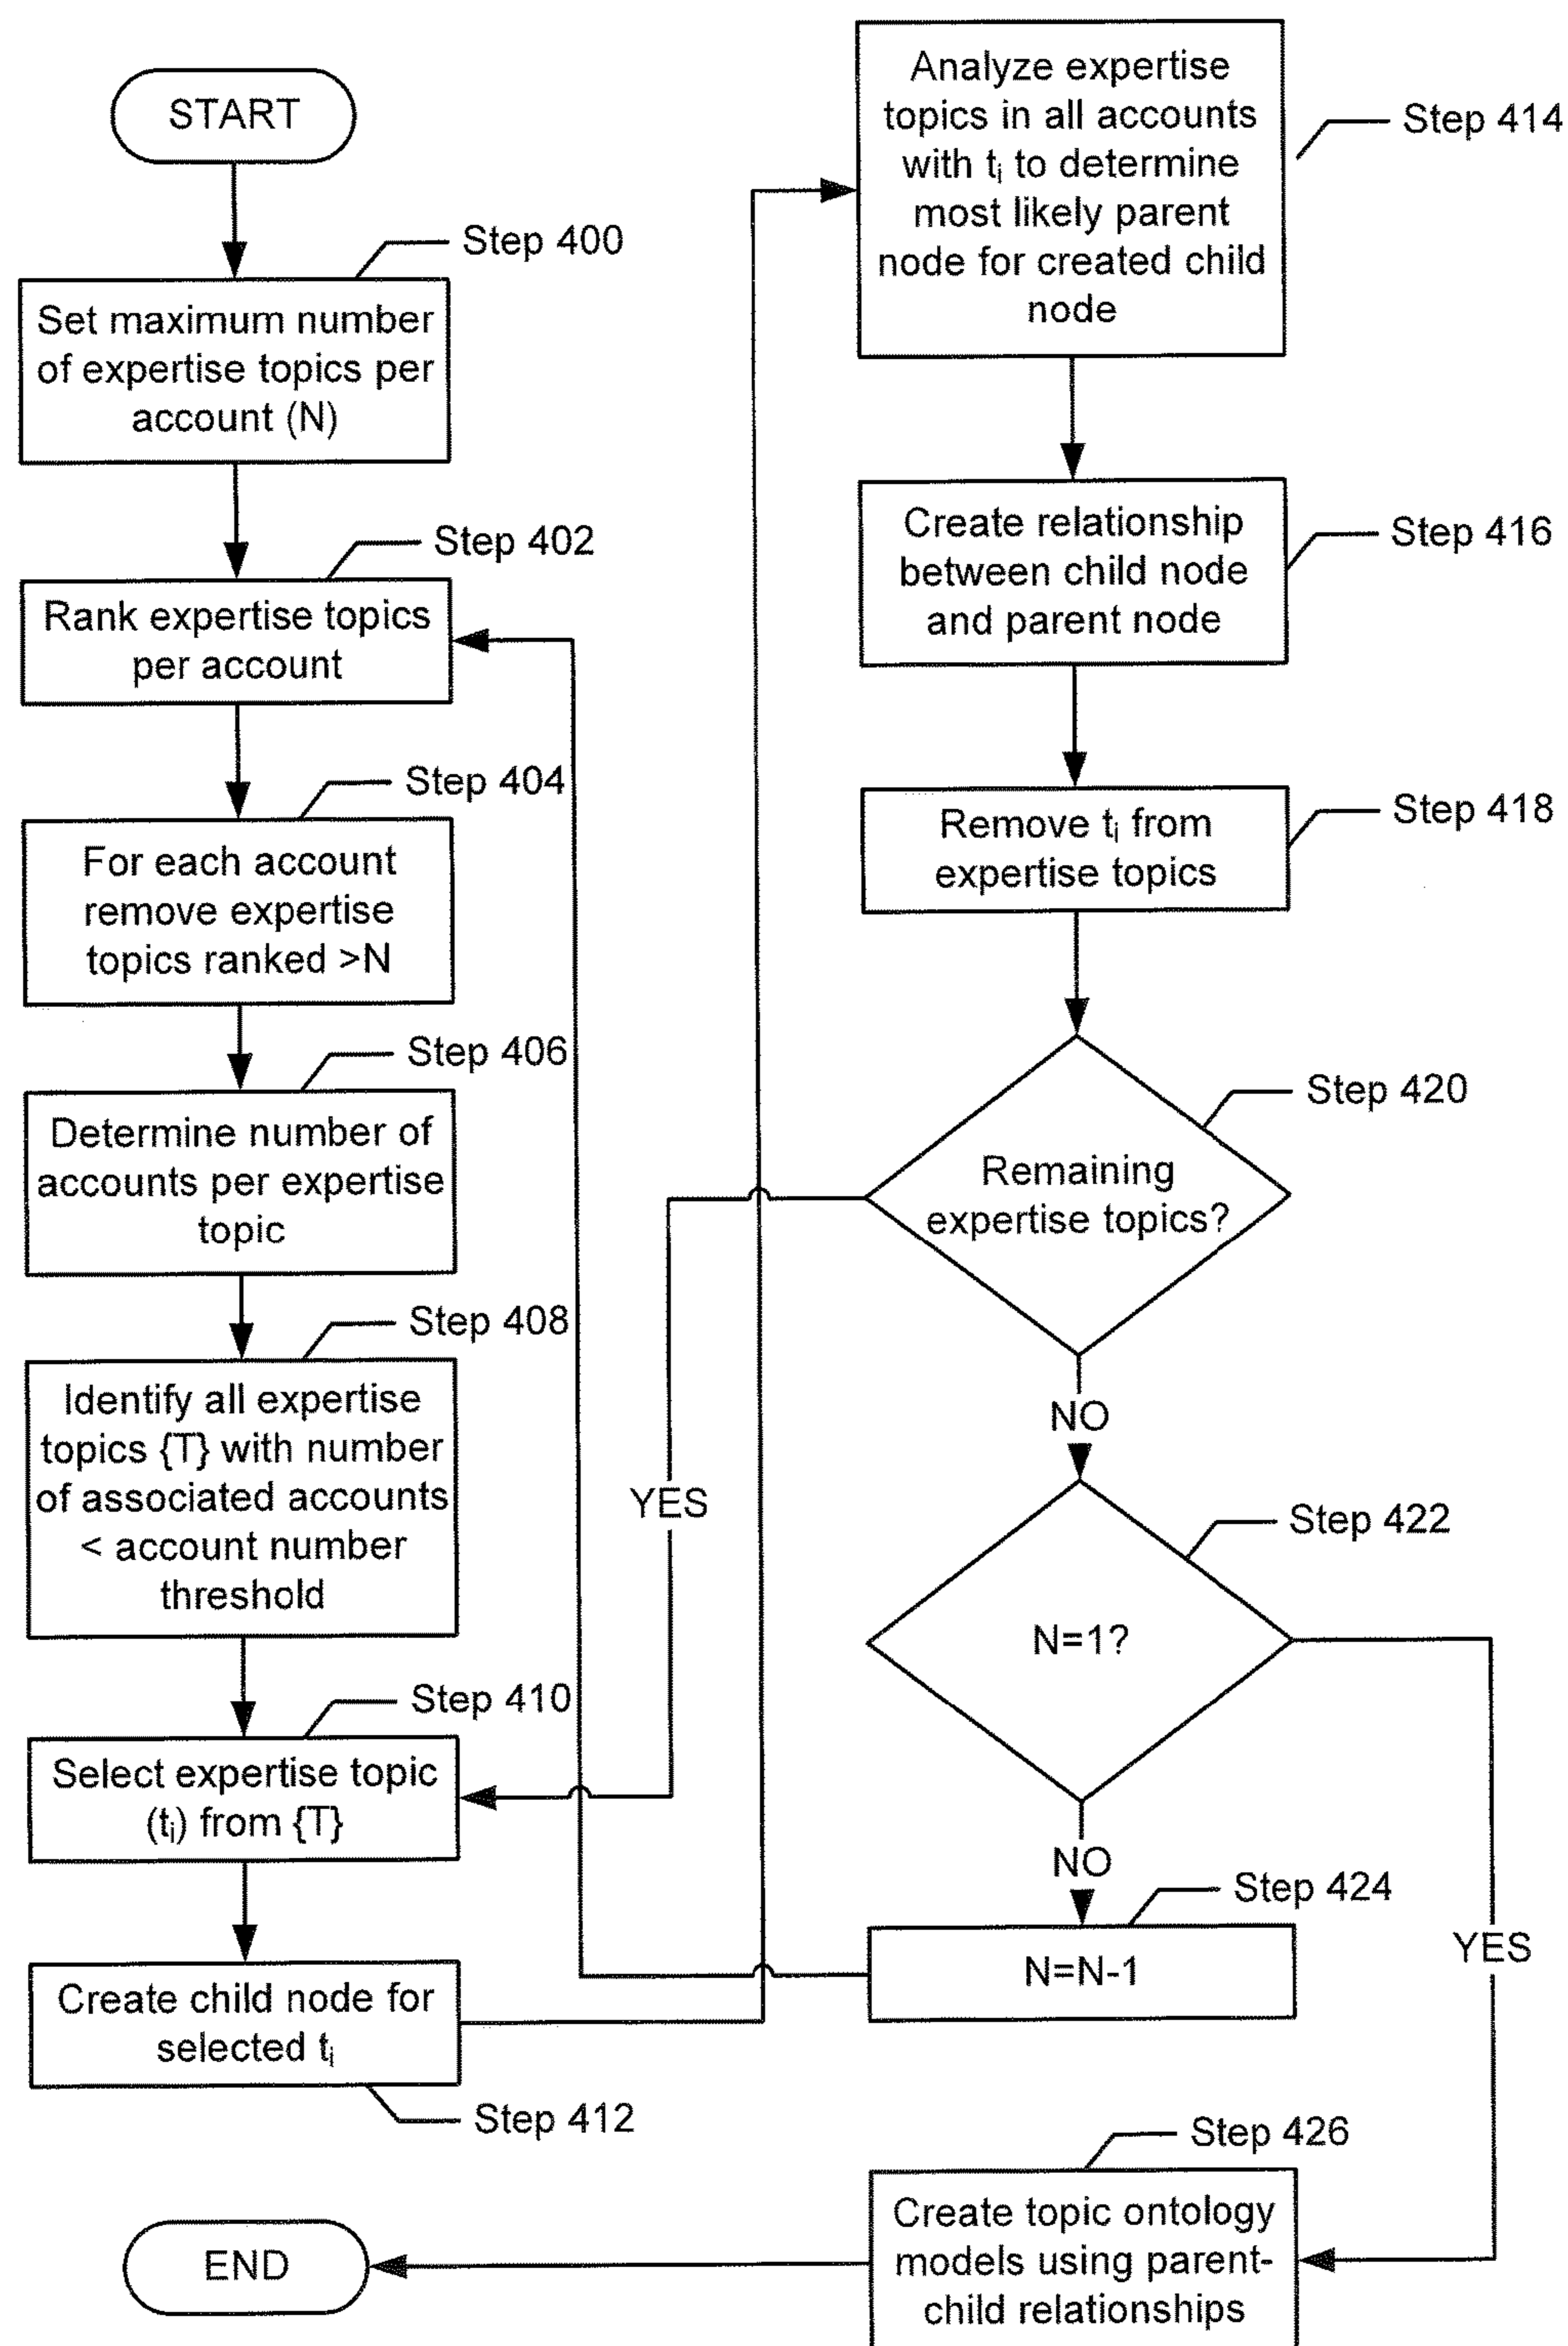 START
Step 400
Set maximum number
of expertise topics per
account (N)
Step 402
Rank expertise topics
per account
Step 404
For each account
remove expertise
topics ranked >N
Step 406
Determine number of
accounts per expertise
topic
Step 408
Identify all expertise
topics {T} with number
of associated accounts
< account number
threshold
Step 410
Select expertise topic
(ti) from {T}
Create child node for
selected ti
Step 412
Analyze expertise
topics in all accounts
with ti to determine
most likely parent
node for created child
node
Step 414
Create relationship
between child node
and parent node
Step 416
Remove ti from
expertise topics
Step 418
Step 420
Remaining
expertise topics?
YES
NO
Step 422
N=1?
NO
YES
Step 424
N=N-1
Step 426
Create topic ontology
models using parent-
child relationships
END